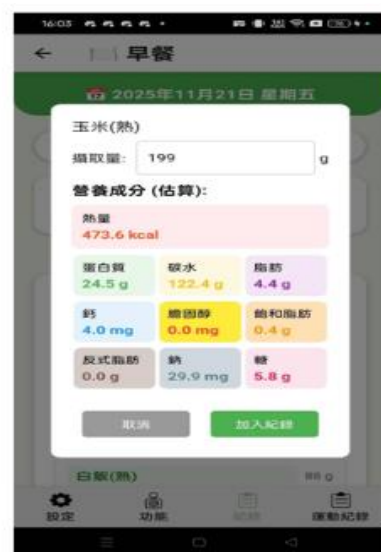 16:03
早餐
2025年11月21日 星期五
玉米(熟)
攝取量: 199 g
營養成分 (估算):
熱量
473.6 kcal
蛋白質 碳水 脂肪
24.5 g 122.4 g 4.4 g
鈣 膽固醇 飽和脂肪
4.0 mg 0.0 mg 0.4 g
反式脂肪 鈉 糖
0.0 g 29.9 mg 5.8 g
取消 加入紀錄
白飯(熟)
設定 功能 紀錄 運動紀錄